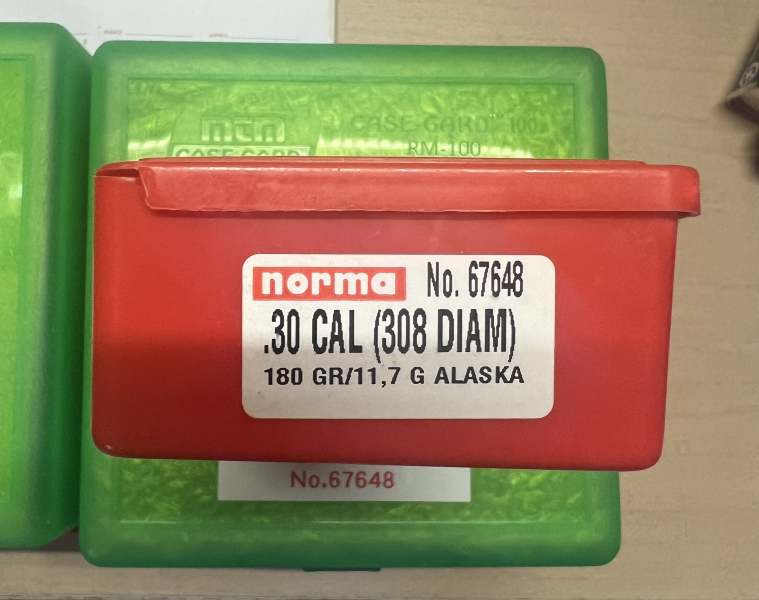 mtm
CASE-GARD
CASE-GARD 100
RM-100
norma No. 67648
.30 CAL (308 DIAM)
180 GR/11,7 G ALASKA
No.67648